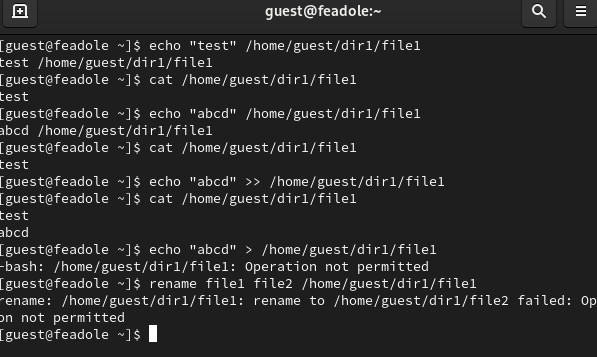 guest@feadole:~
[guest@feadole ~]$ echo "test" /home/guest/dir1/file1
test /home/guest/dir1/file1
[guest@feadole ~]$ cat /home/guest/dir1/file1
test
[guest@feadole ~]$ echo "abcd" /home/guest/dir1/file1
abcd /home/guest/dir1/file1
[guest@feadole ~]$ cat /home/guest/dir1/file1
test
[guest@feadole ~]$ echo "abcd" >> /home/guest/dir1/file1
[guest@feadole ~]$ cat /home/guest/dir1/file1
test
abcd
[guest@feadole ~]$ echo "abcd" > /home/guest/dir1/file1
-bash: /home/guest/dir1/file1: Operation not permitted
[guest@feadole ~]$ rename file1 file2 /home/guest/dir1/file1
rename: /home/guest/dir1/file1: rename to /home/guest/dir1/file2 failed: Op
on not permitted
[guest@feadole ~]$